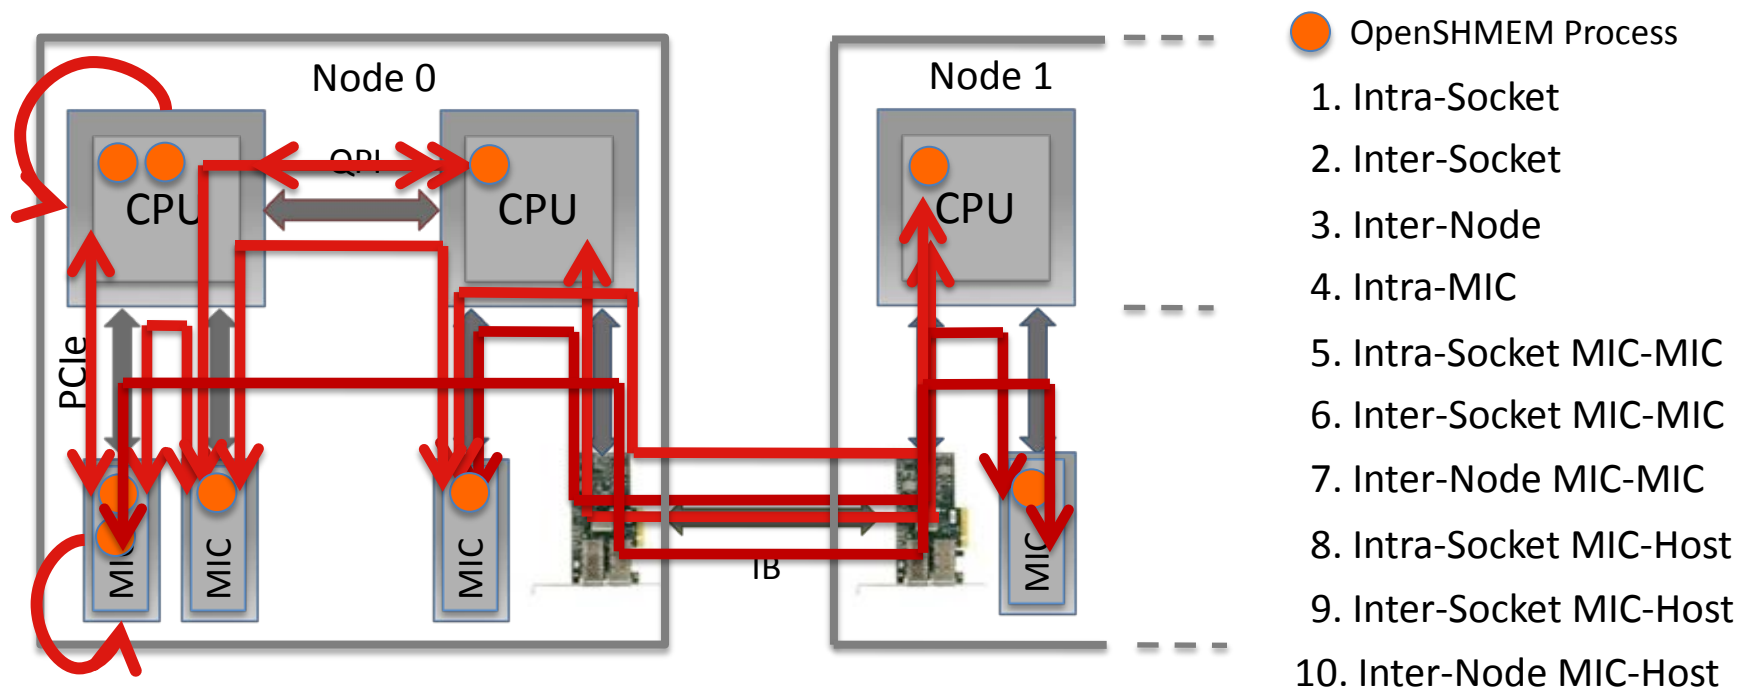 OpenSHMEM Process
Node 0
Node 1
1. Intra-Socket
2. Inter-Socket
3. Inter-Node
4. Intra-MIC
5. Intra-Socket MIC-MIC
6. Inter-Socket MIC-MIC
7. Inter-Node MIC-MIC
8. Intra-Socket MIC-Host
9. Inter-Socket MIC-Host
10. Inter-Node MIC-Host
QPI
CPU
CPU
CPU
PCIe
MIC
MIC
MIC
MIC
IB